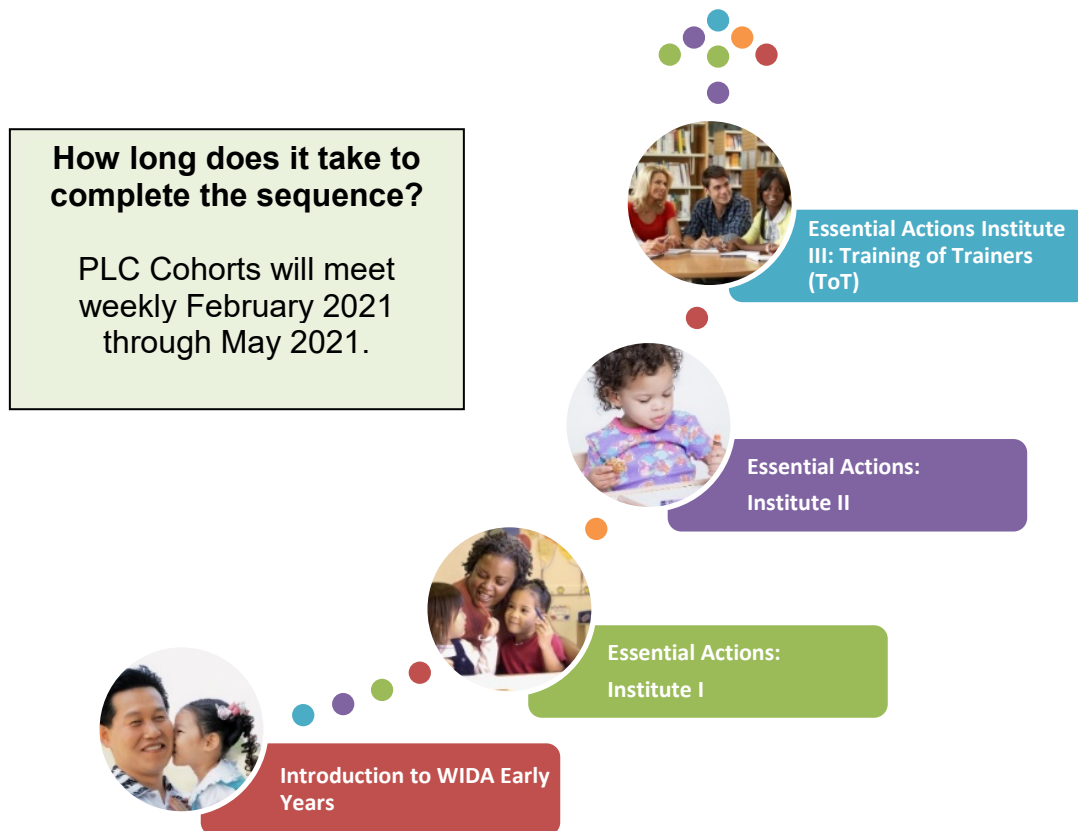 How long does it take to
complete the sequence?
PLC Cohorts will meet
weekly February 2021
through May 2021.
Essential Actions Institute
III: Training of Trainers
(ToT)
Essential Actions:
Institute II
Essential Actions:
Institute I
Introduction to WIDA Early
Years